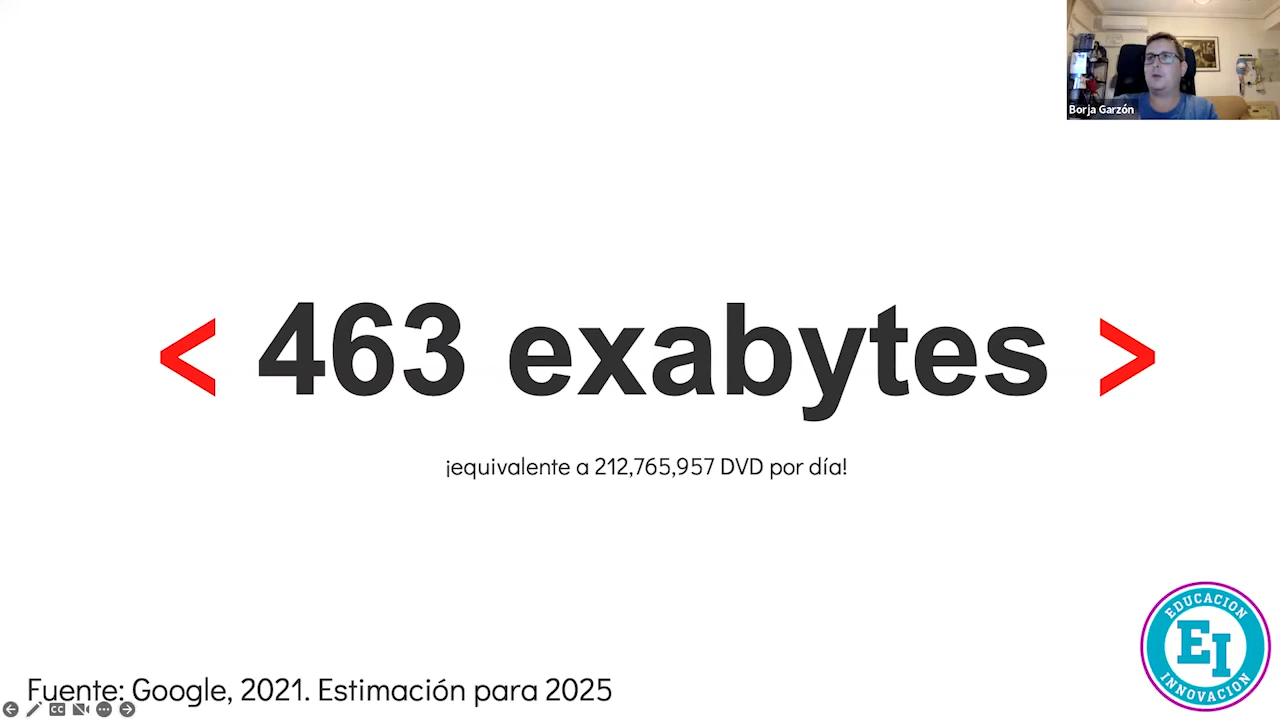 Borja Garzón
< 463 exabytes >
¡equivalente a 212,765,957 DVD por día!
EDUCACION
EI
INNOVACION
Fuente: Google, 2021. Estimación para 2025
CC